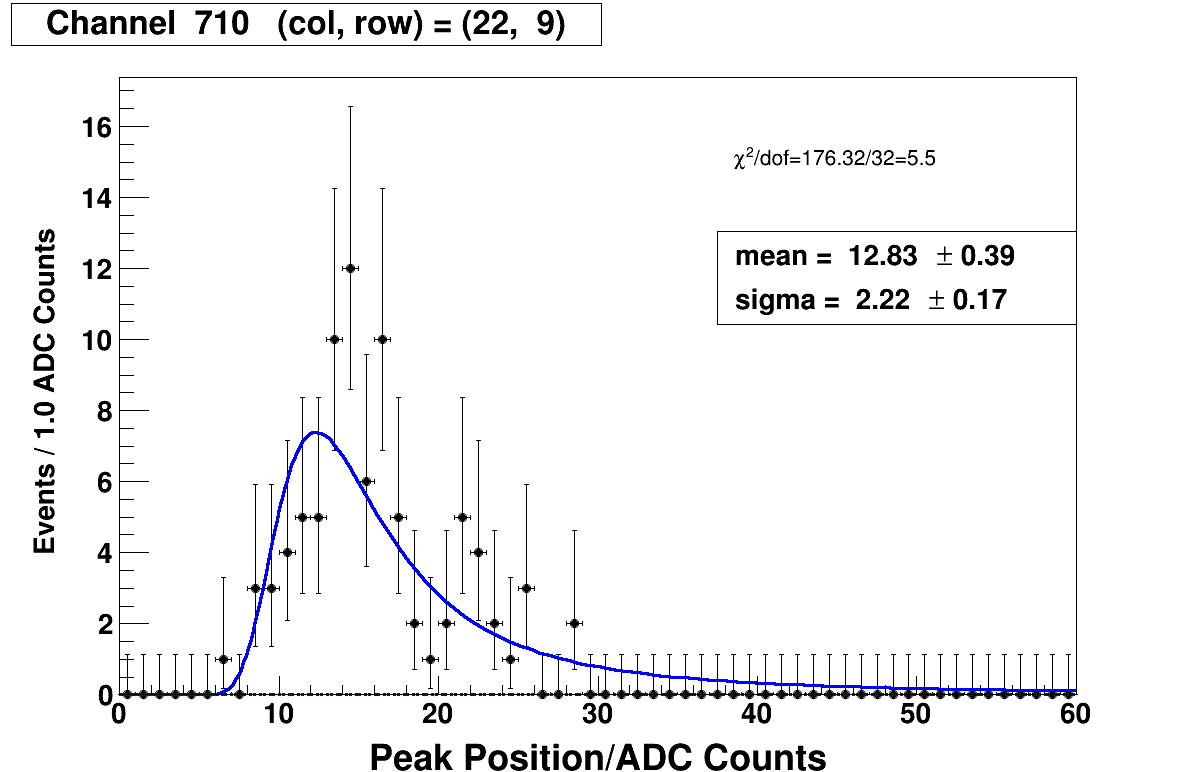 Channel 710 (col, row) = (22, 9)
χ²/dof=176.32/32=5.5
mean = 12.83 ± 0.39
sigma = 2.22 ± 0.17
Events / 1.0 ADC Counts
16
14
12
10
8
6
4
2
0
0 10 20 30 40 50 60
Peak Position/ADC Counts